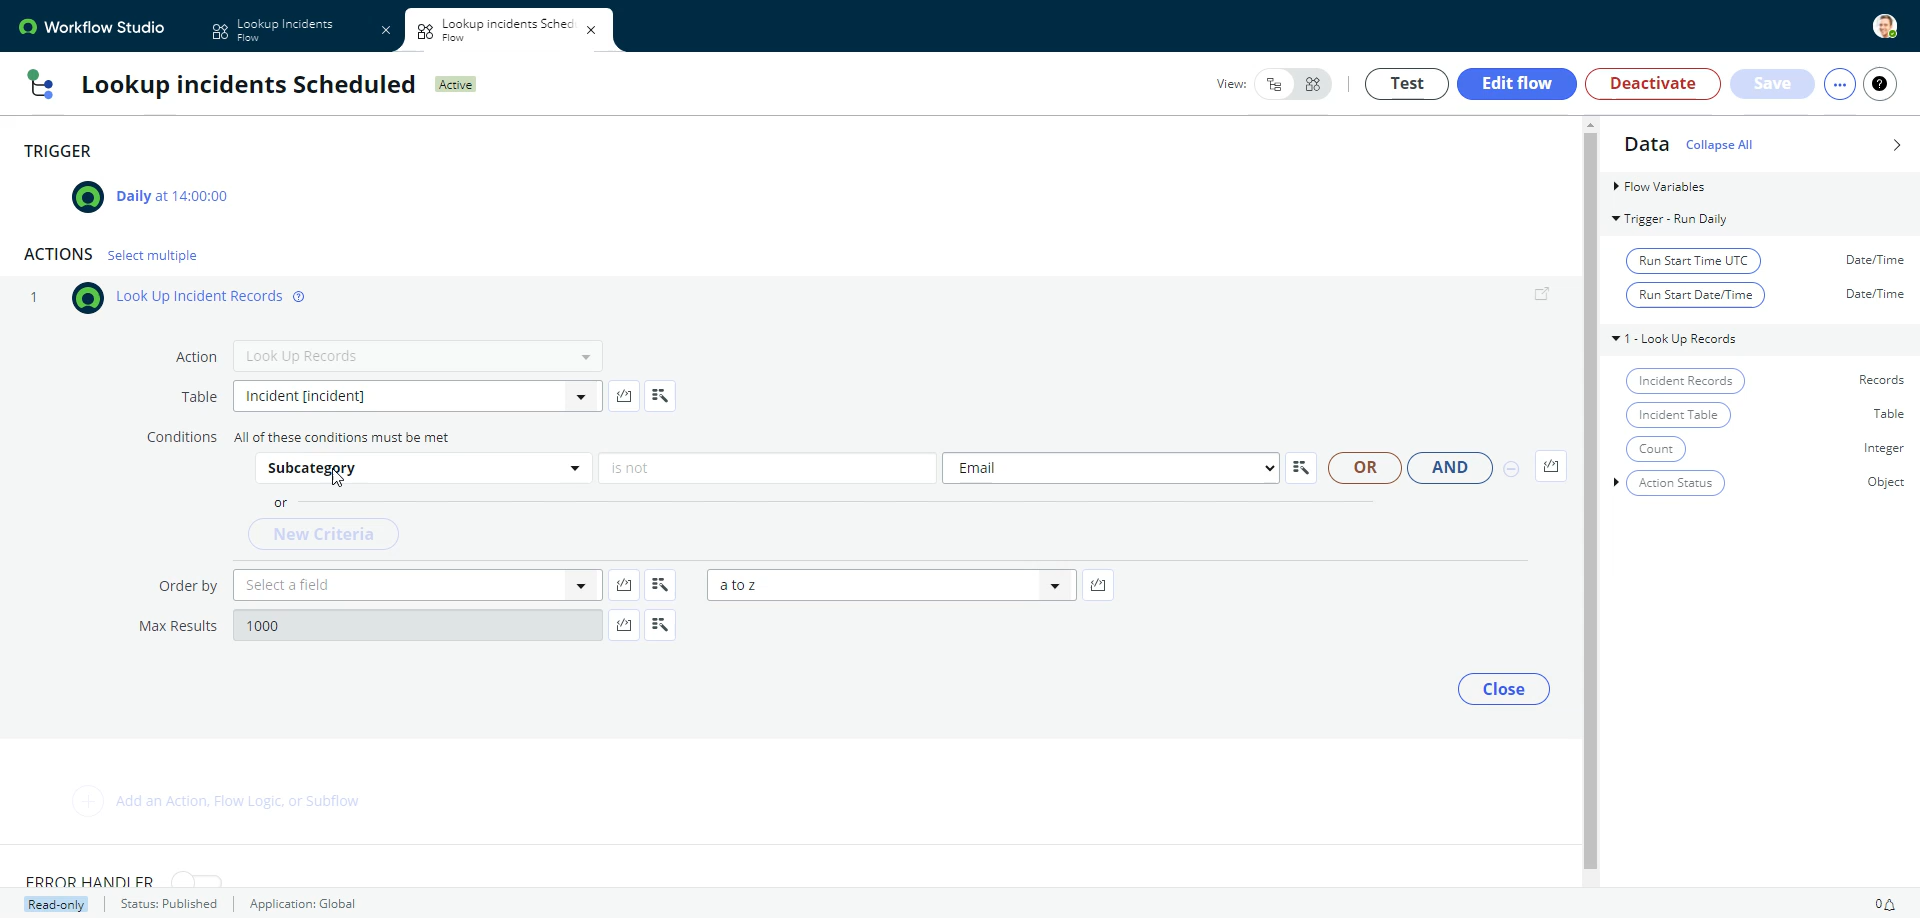 Workflow Studio
Lookup Incidents
Flow
Lookup incidents Sched
Flow
Lookup incidents Scheduled
Active
View:
Test
Edit flow
Deactivate
Save
TRIGGER
Daily at 14:00:00
ACTIONS Select multiple
1
Look Up Incident Records
Action
Look Up Records
Table
Incident [incident]
Conditions
All of these conditions must be met
Subcategory
is not
Email
OR
AND
or
New Criteria
Order by
Select a field
a to z
Max Results
1000
Close
Add an Action, Flow Logic, or Subflow
ERROR HANDLER
Data Collapse All
Flow Variables
Trigger - Run Daily
Run Start Time UTC Date/Time
Run Start Date/Time Date/Time
1 - Look Up Records
Incident Records Records
Incident Table Table
Count Integer
Action Status Object
Read-only
Status: Published
Application: Global
0